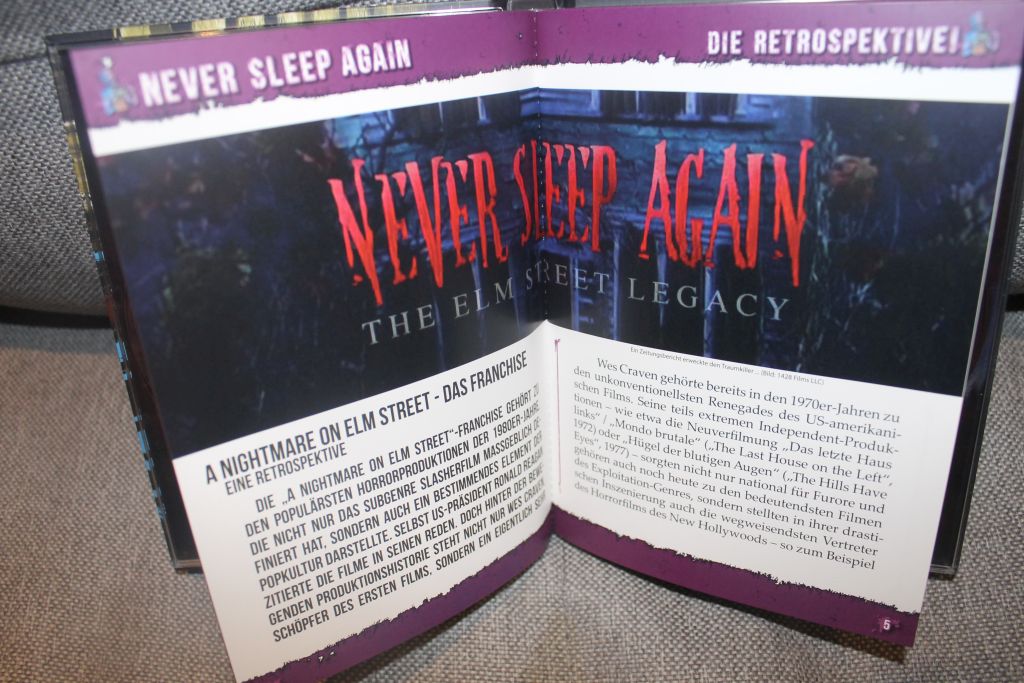 NEVER SLEEP AGAIN
DIE RETROSPEKTIVE!
NEVER SLEEP AGAIN
THE ELM STREET LEGACY
A NIGHTMARE ON ELM STREET - DAS FRANCHISE
EINE RETROSPEKTIVE
DIE „A NIGHTMARE ON ELM STREET“-FRANCHISE GEHÖRT ZU
DEN POPULÄRSTEN HORRORPRODUKTIONEN DER 1980ER-JAHRE,
DIE NICHT NUR DAS SUBGENRE SLASHERFILM MASSGEBLICH DE-
FINIERT HAT, SONDERN AUCH EIN BESTIMMENDES ELEMENT DER
POPKULTUR DARSTELLTE. SELBST US-PRÄSIDENT RONALD REAGAN
ZITIERTE DIE FILME IN SEINEN REDEN. DOCH HINTER DER BEWE-
GENDEN PRODUKTIONSHISTORIE STEHT NICHT NUR WES CRAVEN,
SCHÖPFER DES ERSTEN FILMS, SONDERN EIN EIGENTLICH
Ein Zeitungsbericht erweckte den Traumkiller ... (Bild: 1428 Films LLC)
Wes Craven gehörte bereits in den 1970er-Jahren zu
den unkonventionellsten Renegades des US-amerikani-
schen Films. Seine teils extremen Independent-Produk-
tionen – wie etwa die Neuverfilmung „Das letzte Haus
links“ / „Mondo brutale“ („The Last House on the Left“,
1972) oder „Hügel der blutigen Augen“ („The Hills Have
Eyes“, 1977) – sorgten nicht nur national für Furore und
gehören auch noch heute zu den bedeutendsten Filmen
des Exploitation-Genres, sondern stellten in ihrer drasti-
schen Inszenierung auch die wegweisendsten Vertreter
des Horrorfilms des New Hollywoods – so zum Beispiel
5